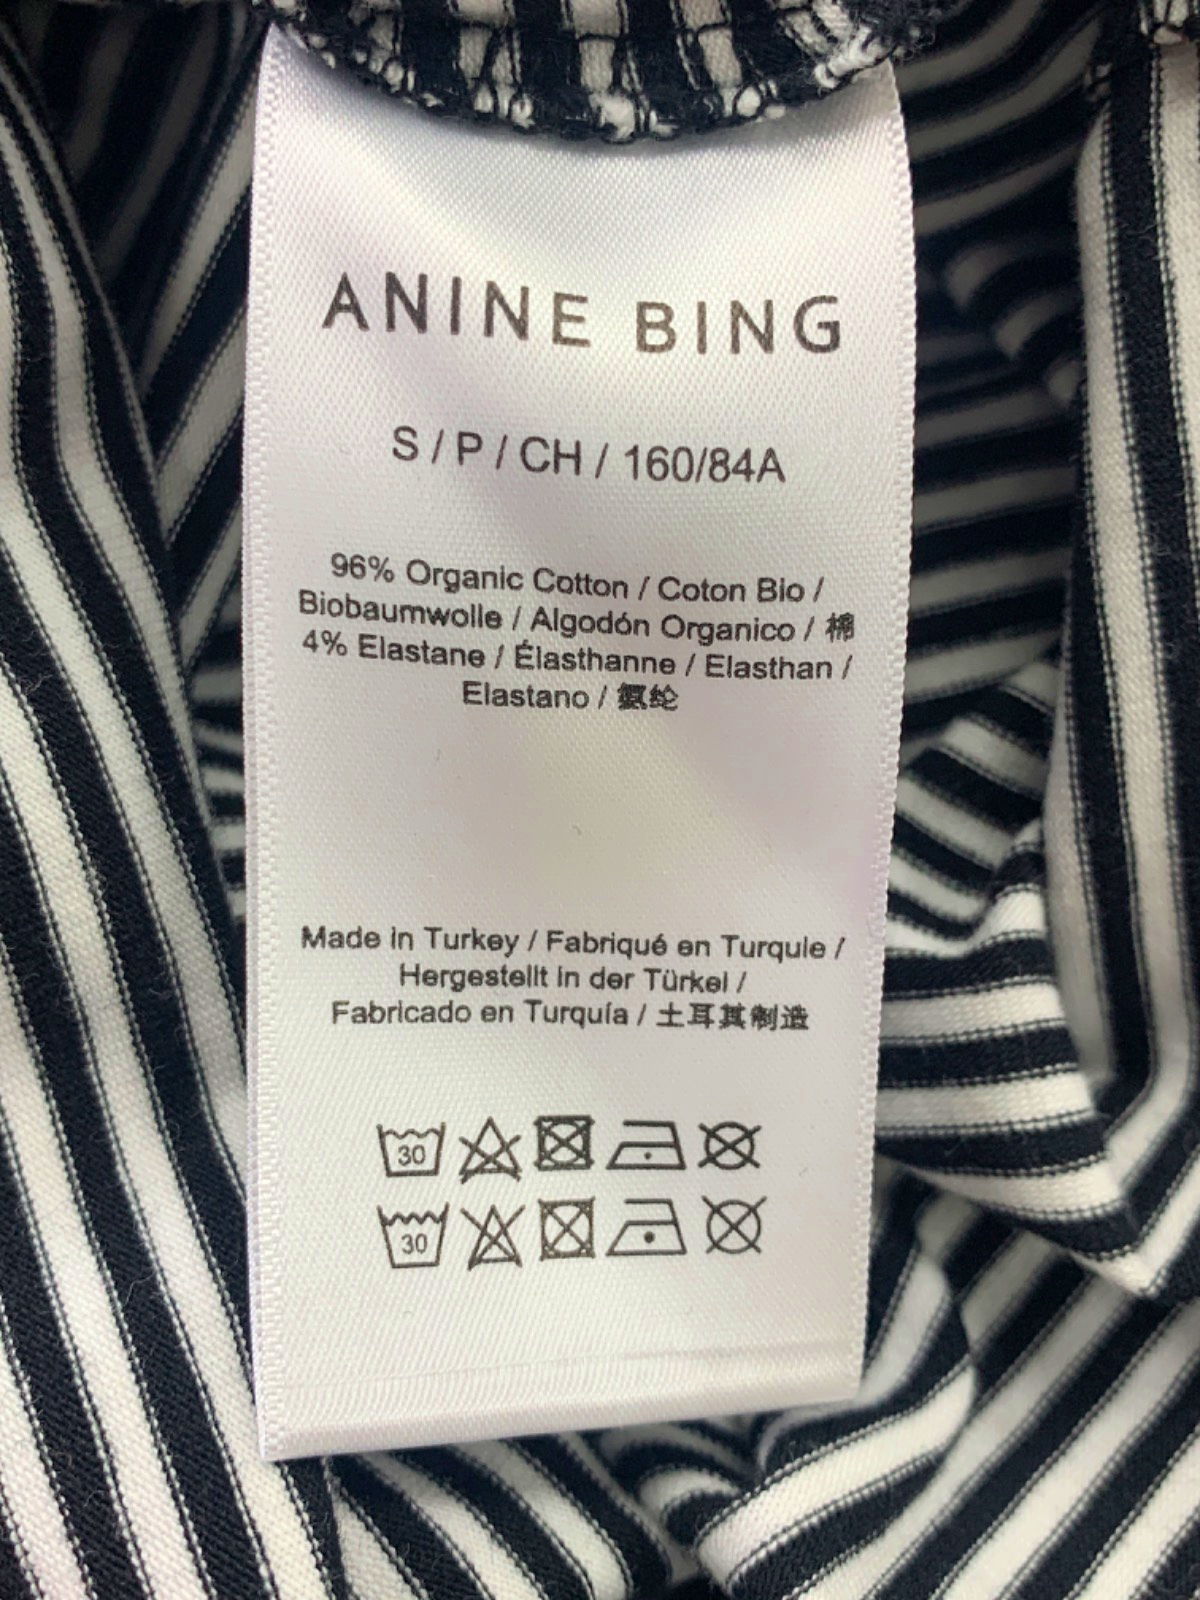 ANINE BING
S / P / CH / 160/84A
96% Organic Cotton / Coton Bio /
Biobaumwolle / Algodón Organico / 棉
4% Elastane / Élasthanne / Elasthan /
Elastano / 氨纶
Made in Turkey / Fabriqué en Turquie /
Hergestellt in der Türkei /
Fabricado en Turquía / 土耳其制造
30
30